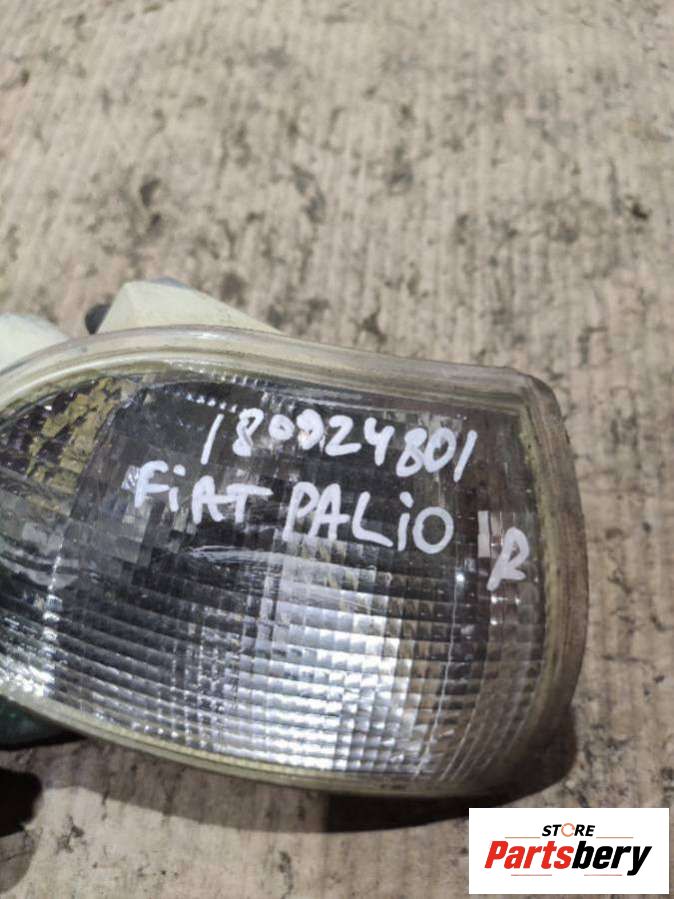 180924801
FiAT PALiO R
STORE
Partsbery